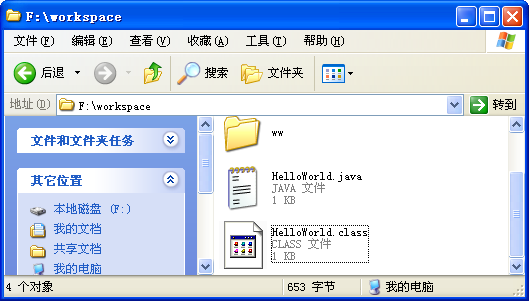 F:\workspace
文件(F) 编辑(E) 查看(V) 收藏(A) 工具(T) 帮助(H)
后退 搜索 文件夹
地址(D) F:\workspace 转到
文件和文件夹任务
其它位置
本地磁盘 (F:)
我的文档
共享文档
我的电脑
ww
HelloWorld.java
JAVA 文件
1 KB
HelloWorld.class
CLASS 文件
1 KB
4 个对象 653 字节 我的电脑